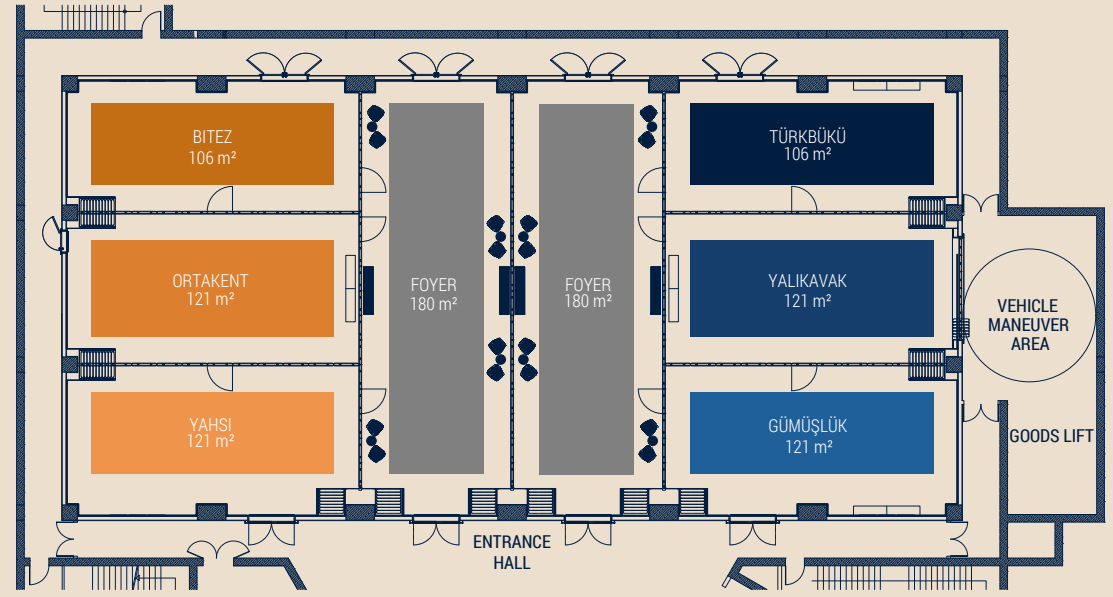 BITEZ
106 m²
TÜRKBÜKÜ
106 m²
ORTAKENT
121 m²
FOYER
180 m²
FOYER
180 m²
YALIKAVAK
121 m²
VEHICLE
MANEUVER
AREA
YAHSI
121 m²
GÜMÜŞLÜK
121 m²
GOODS LIFT
ENTRANCE
HALL